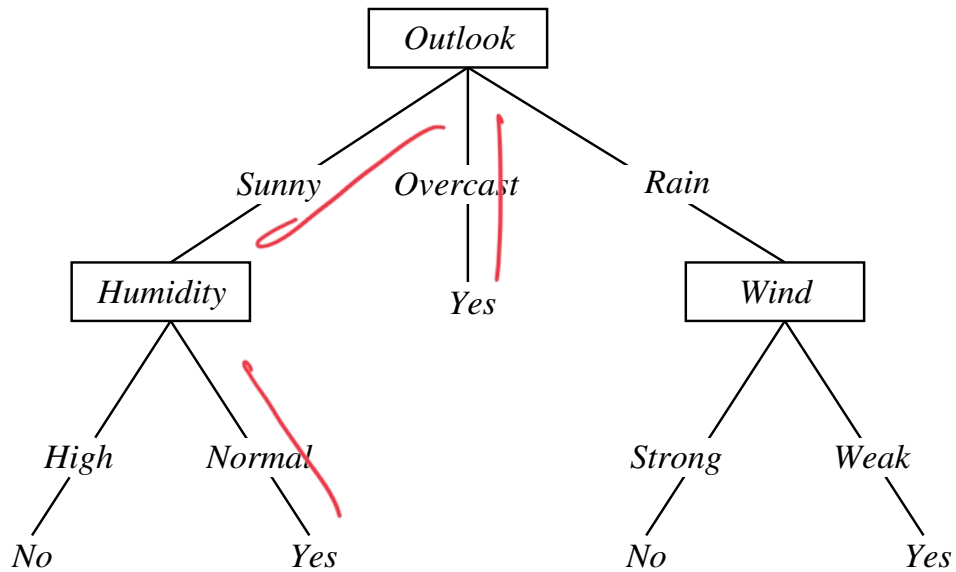 Outlook
Sunny Overcast Rain
Humidity Yes Wind
High Normal Strong Weak
No Yes No Yes